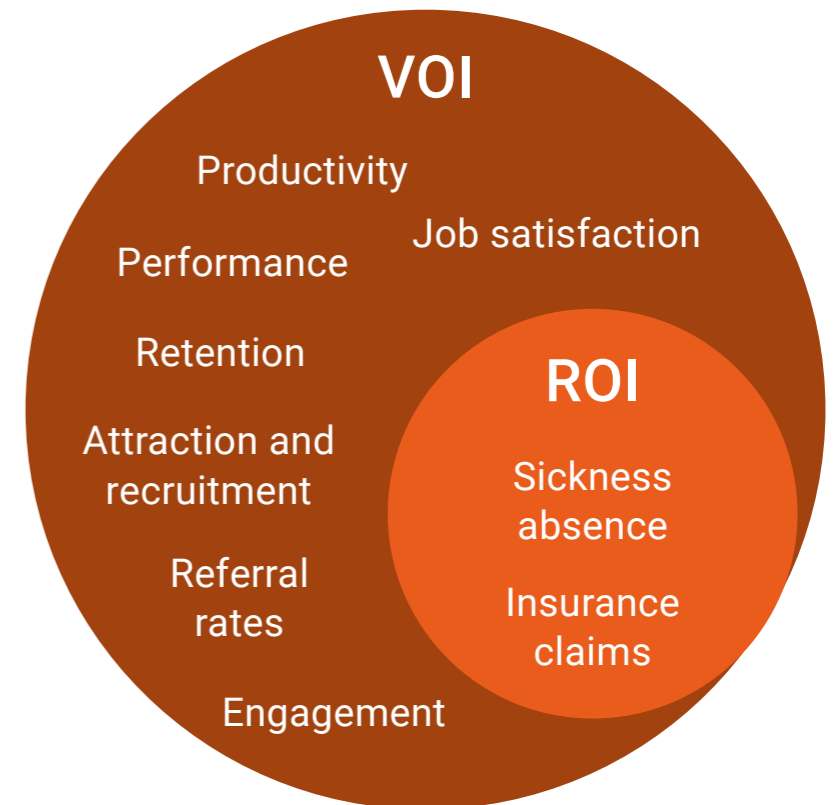 VOI
Productivity
Job satisfaction
Performance
Retention
Attraction and
recruitment
Referral
rates
Engagement
ROI
Sickness
absence
Insurance
claims